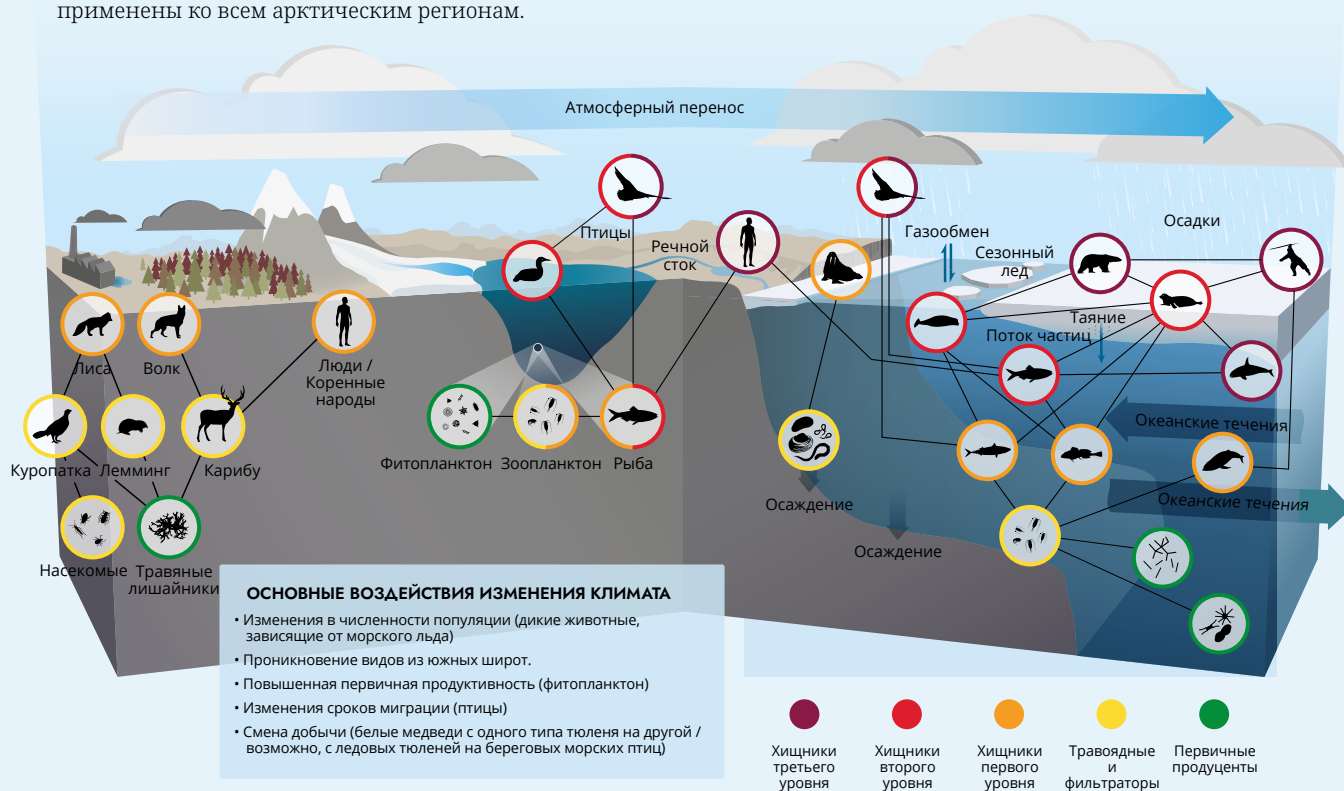 применены ко всем арктическим регионам.
Атмосферный перенос
Птицы
Речной
сток
Газообмен
Сезонный
лед
Осадки
Таяние
Поток частиц
Лиса
Волк
Люди /
Коренные
народы
Океанские течения
Куропатка
Лемминг
Карибу
Фитопланктон
Зоопланктон
Рыба
Осаждение
Океанские течения
Осаждение
Насекомые
Травяные
лишайники
ОСНОВНЫЕ ВОЗДЕЙСТВИЯ ИЗМЕНЕНИЯ КЛИМАТА
• Изменения в численности популяции (дикие животные,
зависящие от морского льда)
• Проникновение видов из южных широт.
• Повышенная первичная продуктивность (фитопланктон)
• Изменения сроков миграции (птицы)
• Смена добычи (белые медведи с одного типа тюленя на другой /
возможно, с ледовых тюленей на береговых морских птиц)
Хищники
третьего
уровня
Хищники
второго
уровня
Хищники
первого
уровня
Травоядные
и
фильтраторы
Первичные
продуценты